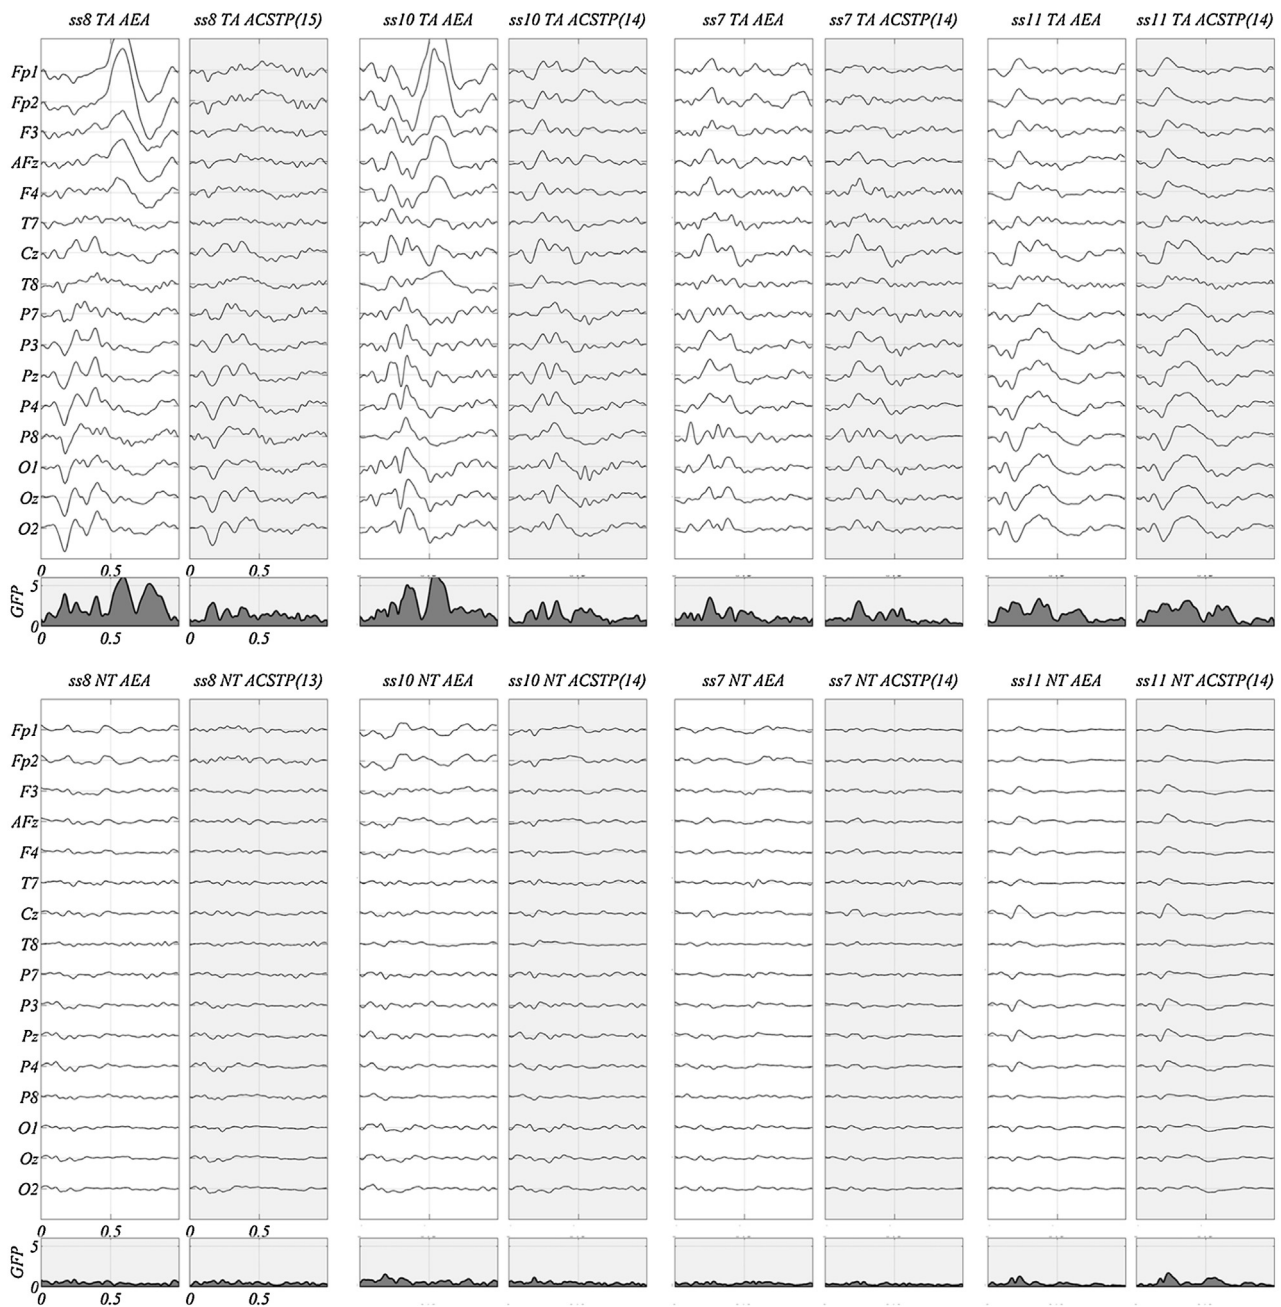 ss8 TA AEA ss8 TA ACSTP(15) ss10 TA AEA ss10 TA ACSTP(14) ss7 TA AEA ss7 TA ACSTP(14) ss11 TA AEA ss11 TA ACSTP(14)
Fp1
Fp2
F3
AFz
F4
T7
Cz
T8
P7
P3
Pz
P4
P8
O1
Oz
O2
0 0.5 0 0.5
5
GFP
0
0 0.5 0 0.5
ss8 NT AEA ss8 NT ACSTP(13) ss10 NT AEA ss10 NT ACSTP(14) ss7 NT AEA ss7 NT ACSTP(14) ss11 NT AEA ss11 NT ACSTP(14)
Fp1
Fp2
F3
AFz
F4
T7
Cz
T8
P7
P3
Pz
P4
P8
O1
Oz
O2
0 0.5 0 0.5
5
GFP
0
0 0.5 0 0.5